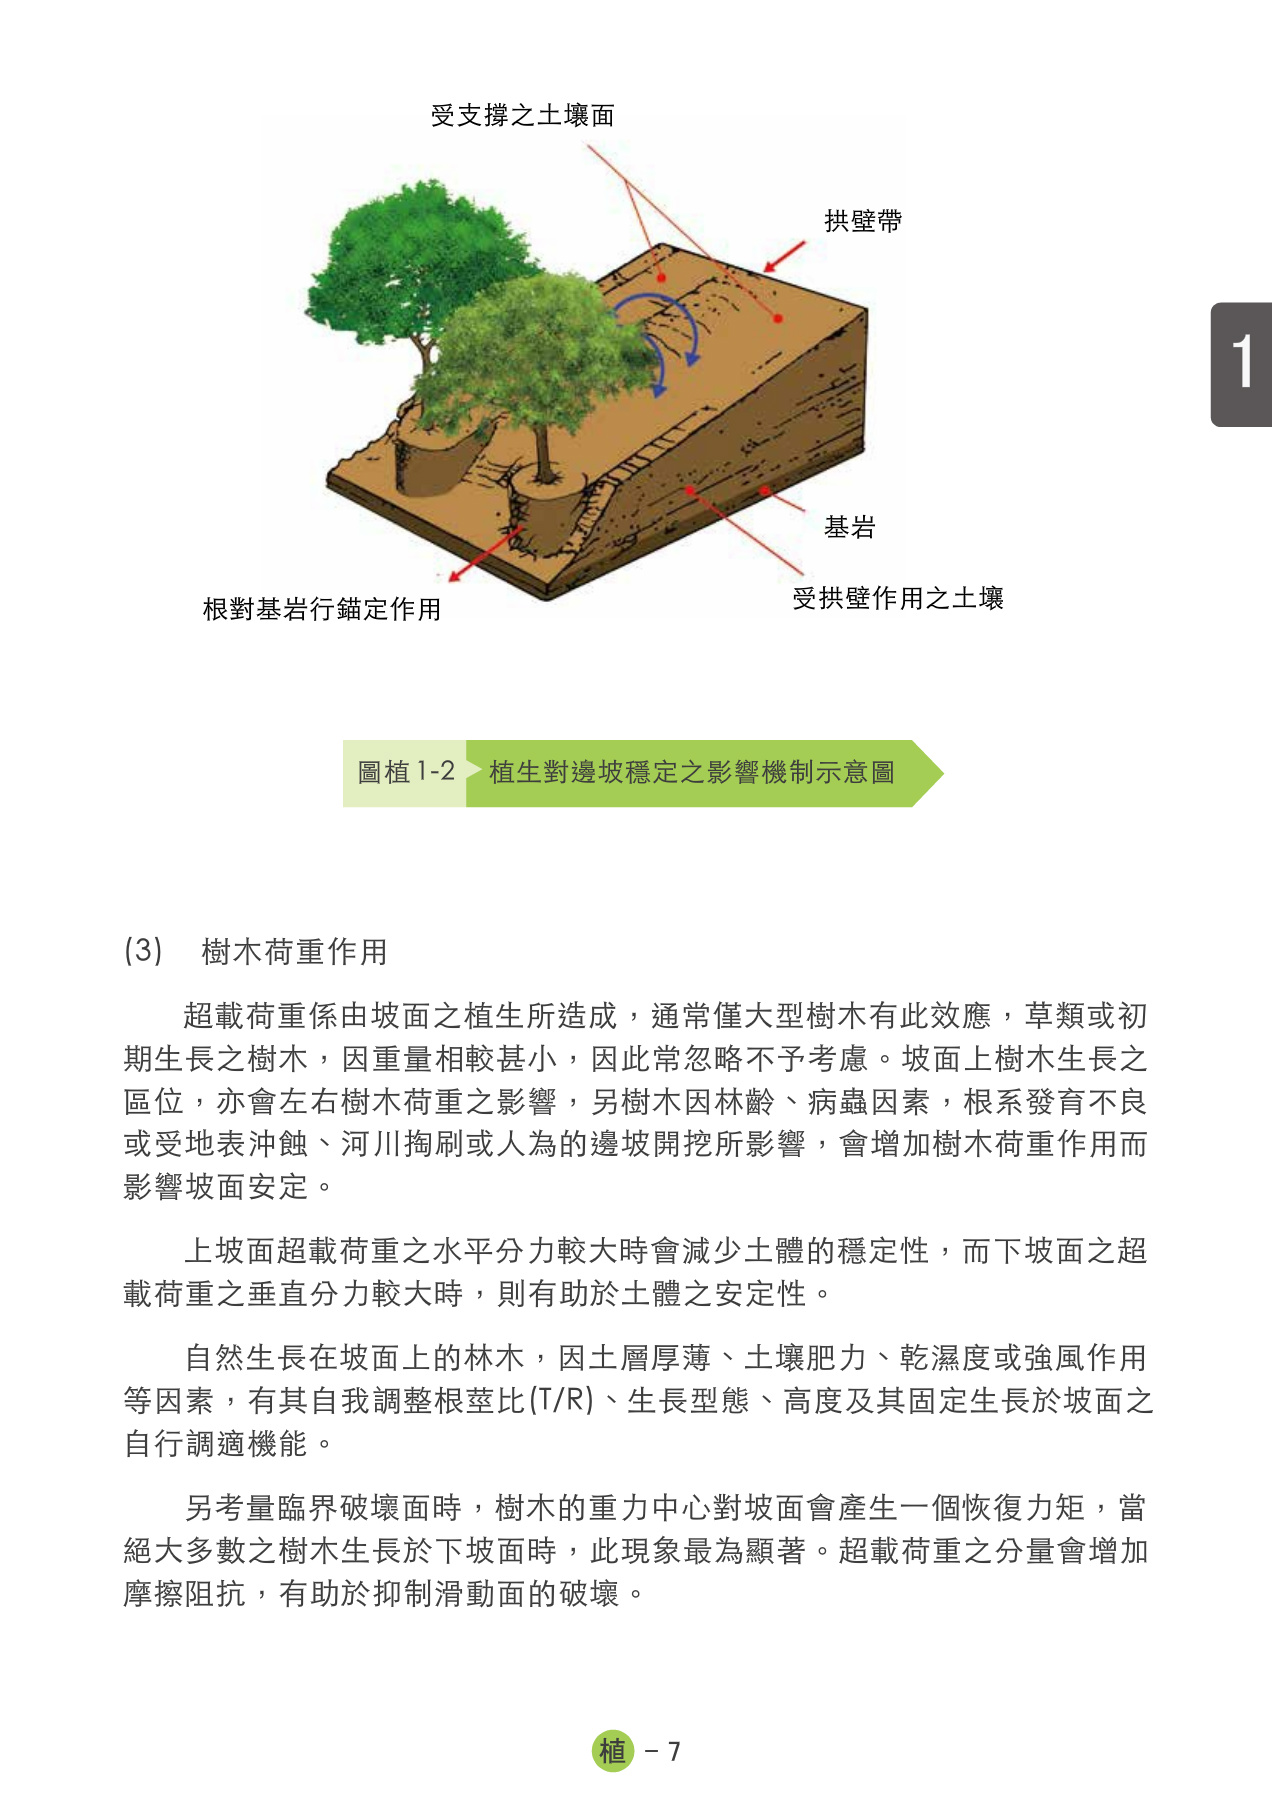 受支撐之土壤面
拱壁帶
1
基岩
受拱壁作用之土壤
根對基岩行錨定作用
圖植1-2 植生對邊坡穩定之影響機制示意圖
(3) 樹木荷重作用
超載荷重係由坡面之植生所造成，通常僅大型樹木有此效應，草類或初
期生長之樹木，因重量相較甚小，因此常忽略不予考慮。坡面上樹木生長之
區位，亦會左右樹木荷重之影響，另樹木因林齡、病蟲因素，根系發育不良
或受地表沖蝕、河川掏刷或人為的邊坡開挖所影響，會增加樹木荷重作用而
影響坡面安定。
上坡面超載荷重之水平分力較大時會減少土體的穩定性，而下坡面之超
載荷重之垂直分力較大時，則有助於土體之安定性。
自然生長在坡面上的林木，因土層厚薄、土壤肥力、乾濕度或強風作用
等因素，有其自我調整根莖比(T/R)、生長型態、高度及其固定生長於坡面之
自行調適機能。
另考量臨界破壞面時，樹木的重力中心對坡面會產生一個恢復力矩，當
絕大多數之樹木生長於下坡面時，此現象最為顯著。超載荷重之分量會增加
摩擦阻抗，有助於抑制滑動面的破壞。
植 – 7